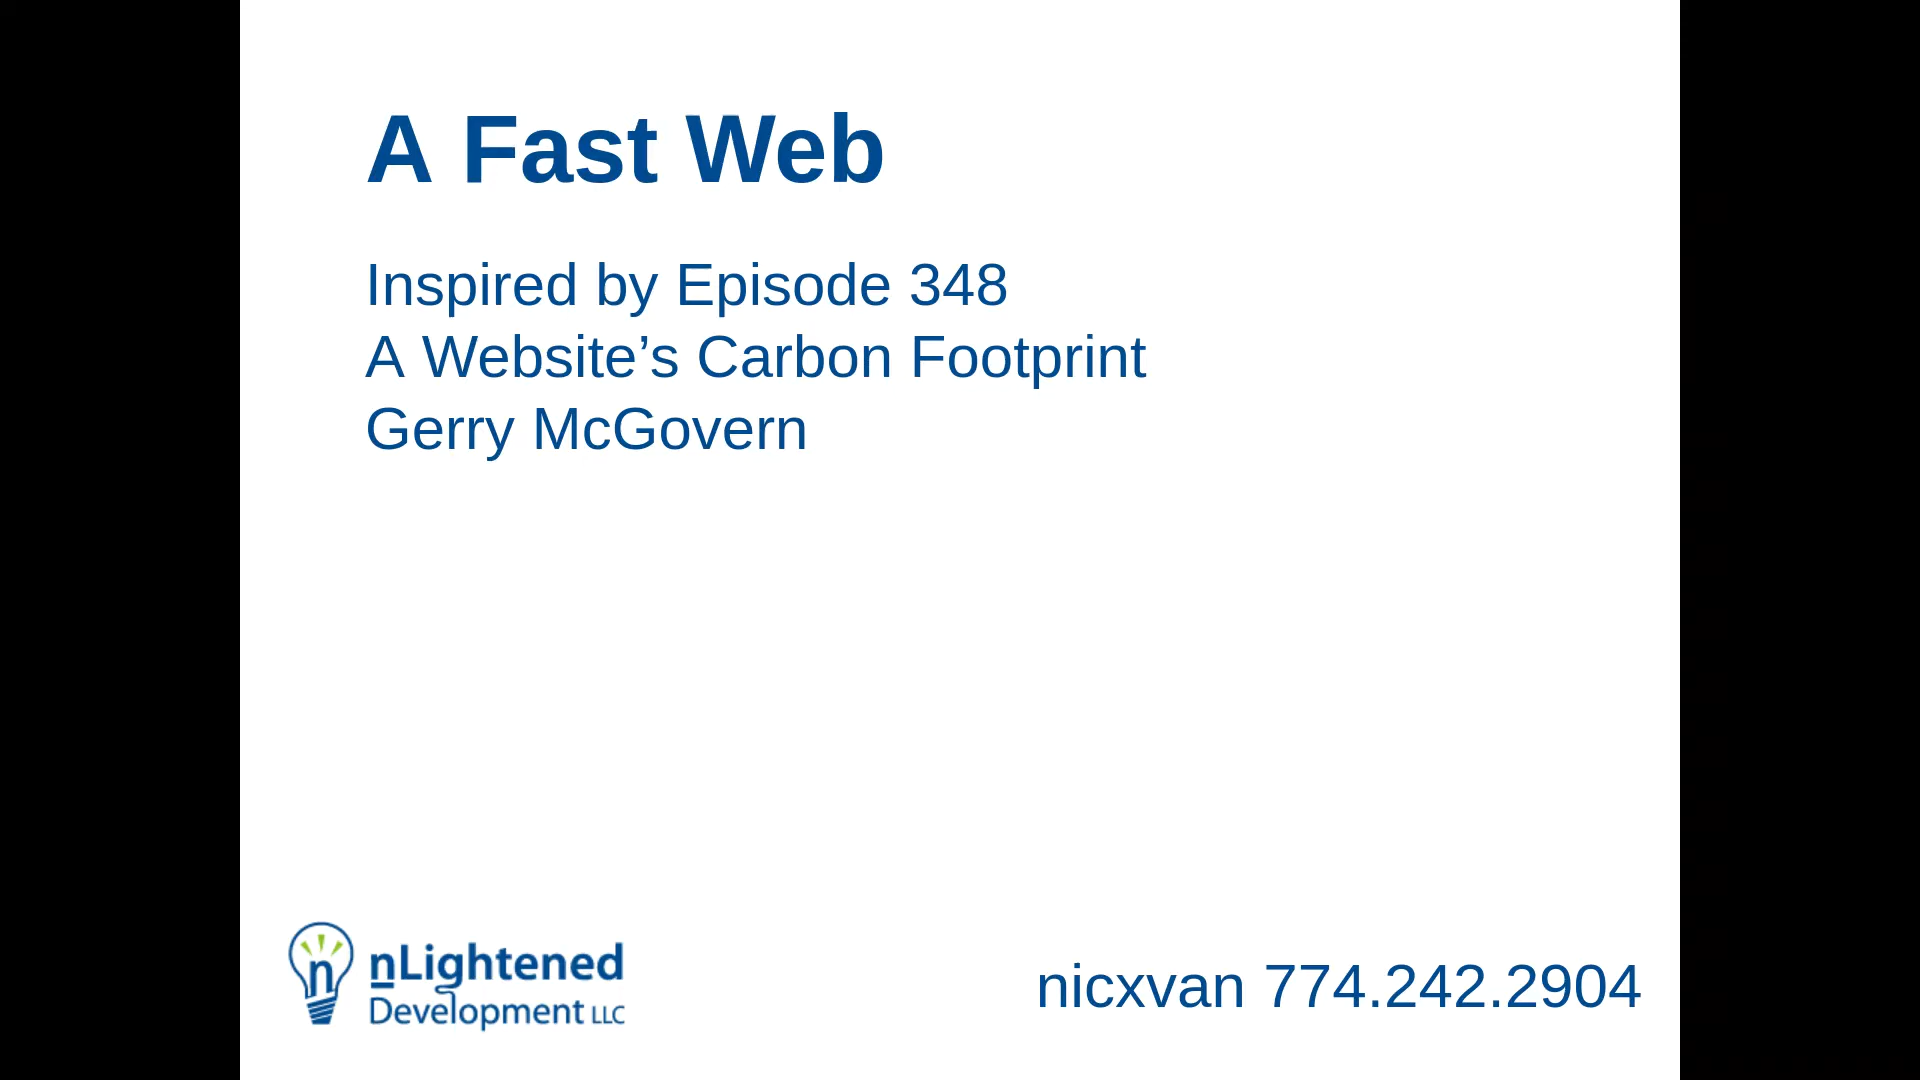 A Fast Web
Inspired by Episode 348
A Website’s Carbon Footprint
Gerry McGovern
n
nLightened
Development LLC
nicxvan 774.242.2904